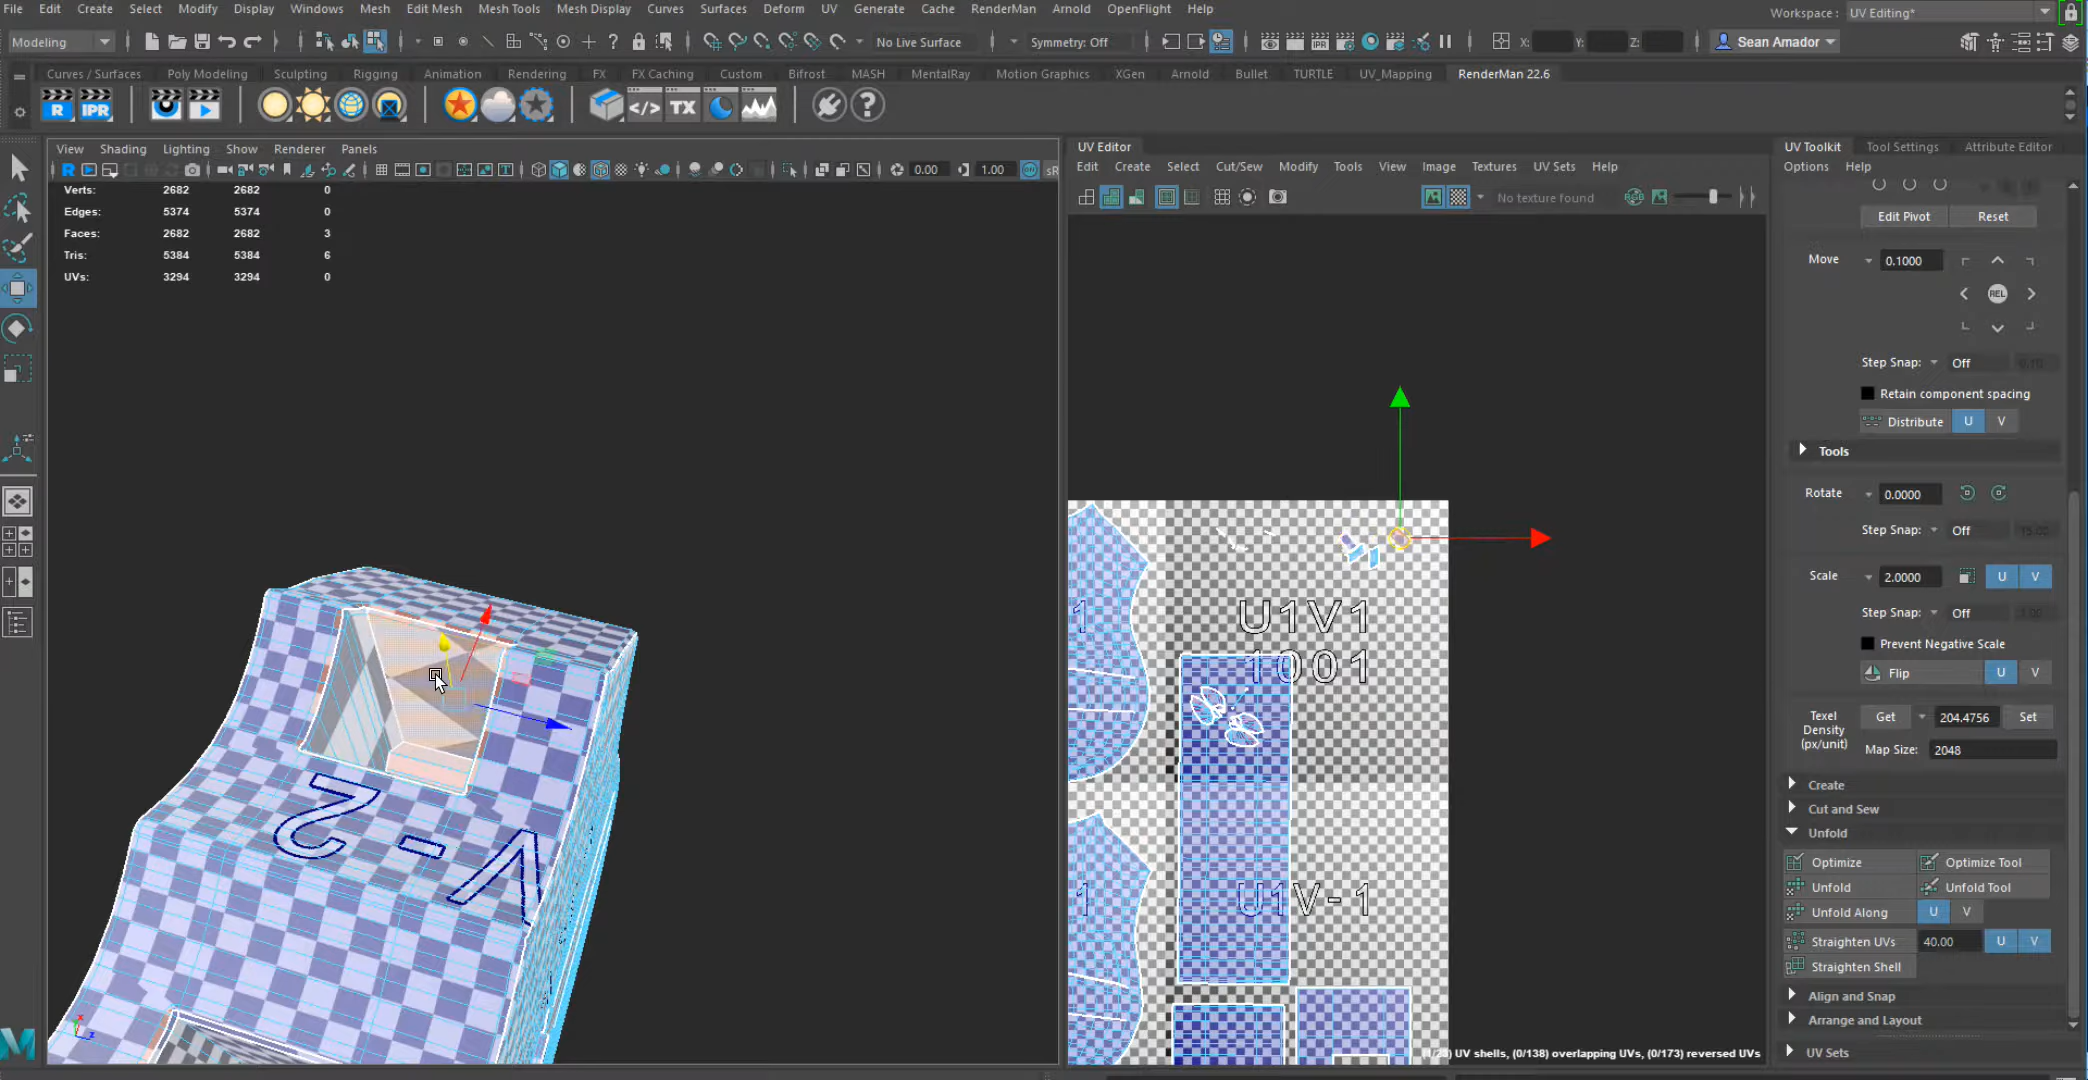 File Edit Create Select Modify Display Windows Mesh Edit Mesh Mesh Tools Mesh Display Curves Surfaces Deform UV Generate Cache RenderMan Arnold OpenFlight Help
Workspace : UV Editing*
Modeling No Live Surface Symmetry: Off X: Y: Z: Sean Amador
Curves / Surfaces Poly Modeling Sculpting Rigging Animation Rendering FX FX Caching Custom Bifrost MASH MentalRay Motion Graphics XGen Arnold Bullet TURTLE UV_Mapping RenderMan 22.6
R IPR </> TX ?
View Shading Lighting Show Renderer Panels
0.00 1.00 sR
Verts: 2682 2682 0
Edges: 5374 5374 0
Faces: 2682 2682 3
Tris: 5384 5384 6
UVs: 3294 3294 0
V-2
UV Editor
Edit Create Select Cut/Sew Modify Tools View Image Textures UV Sets Help
No texture found
U1V1
1001
U1V-1
(0/138) overlapping UVs, (0/173) reversed UVs
UV Toolkit Tool Settings Attribute Editor
Options Help
Edit Pivot Reset
Move 0.1000
REL
Step Snap: Off
Retain component spacing
Distribute U V
Tools
Rotate 0.0000
Step Snap: Off
Scale 2.0000 U V
Step Snap: Off
Prevent Negative Scale
Flip U V
Texel Density (px/unit) Get 204.4756 Set
Map Size: 2048
Create
Cut and Sew
Unfold
Optimize Optimize Tool
Unfold Unfold Tool
Unfold Along U V
Straighten UVs 40.00 U V
Straighten Shell
Align and Snap
Arrange and Layout
UV Sets